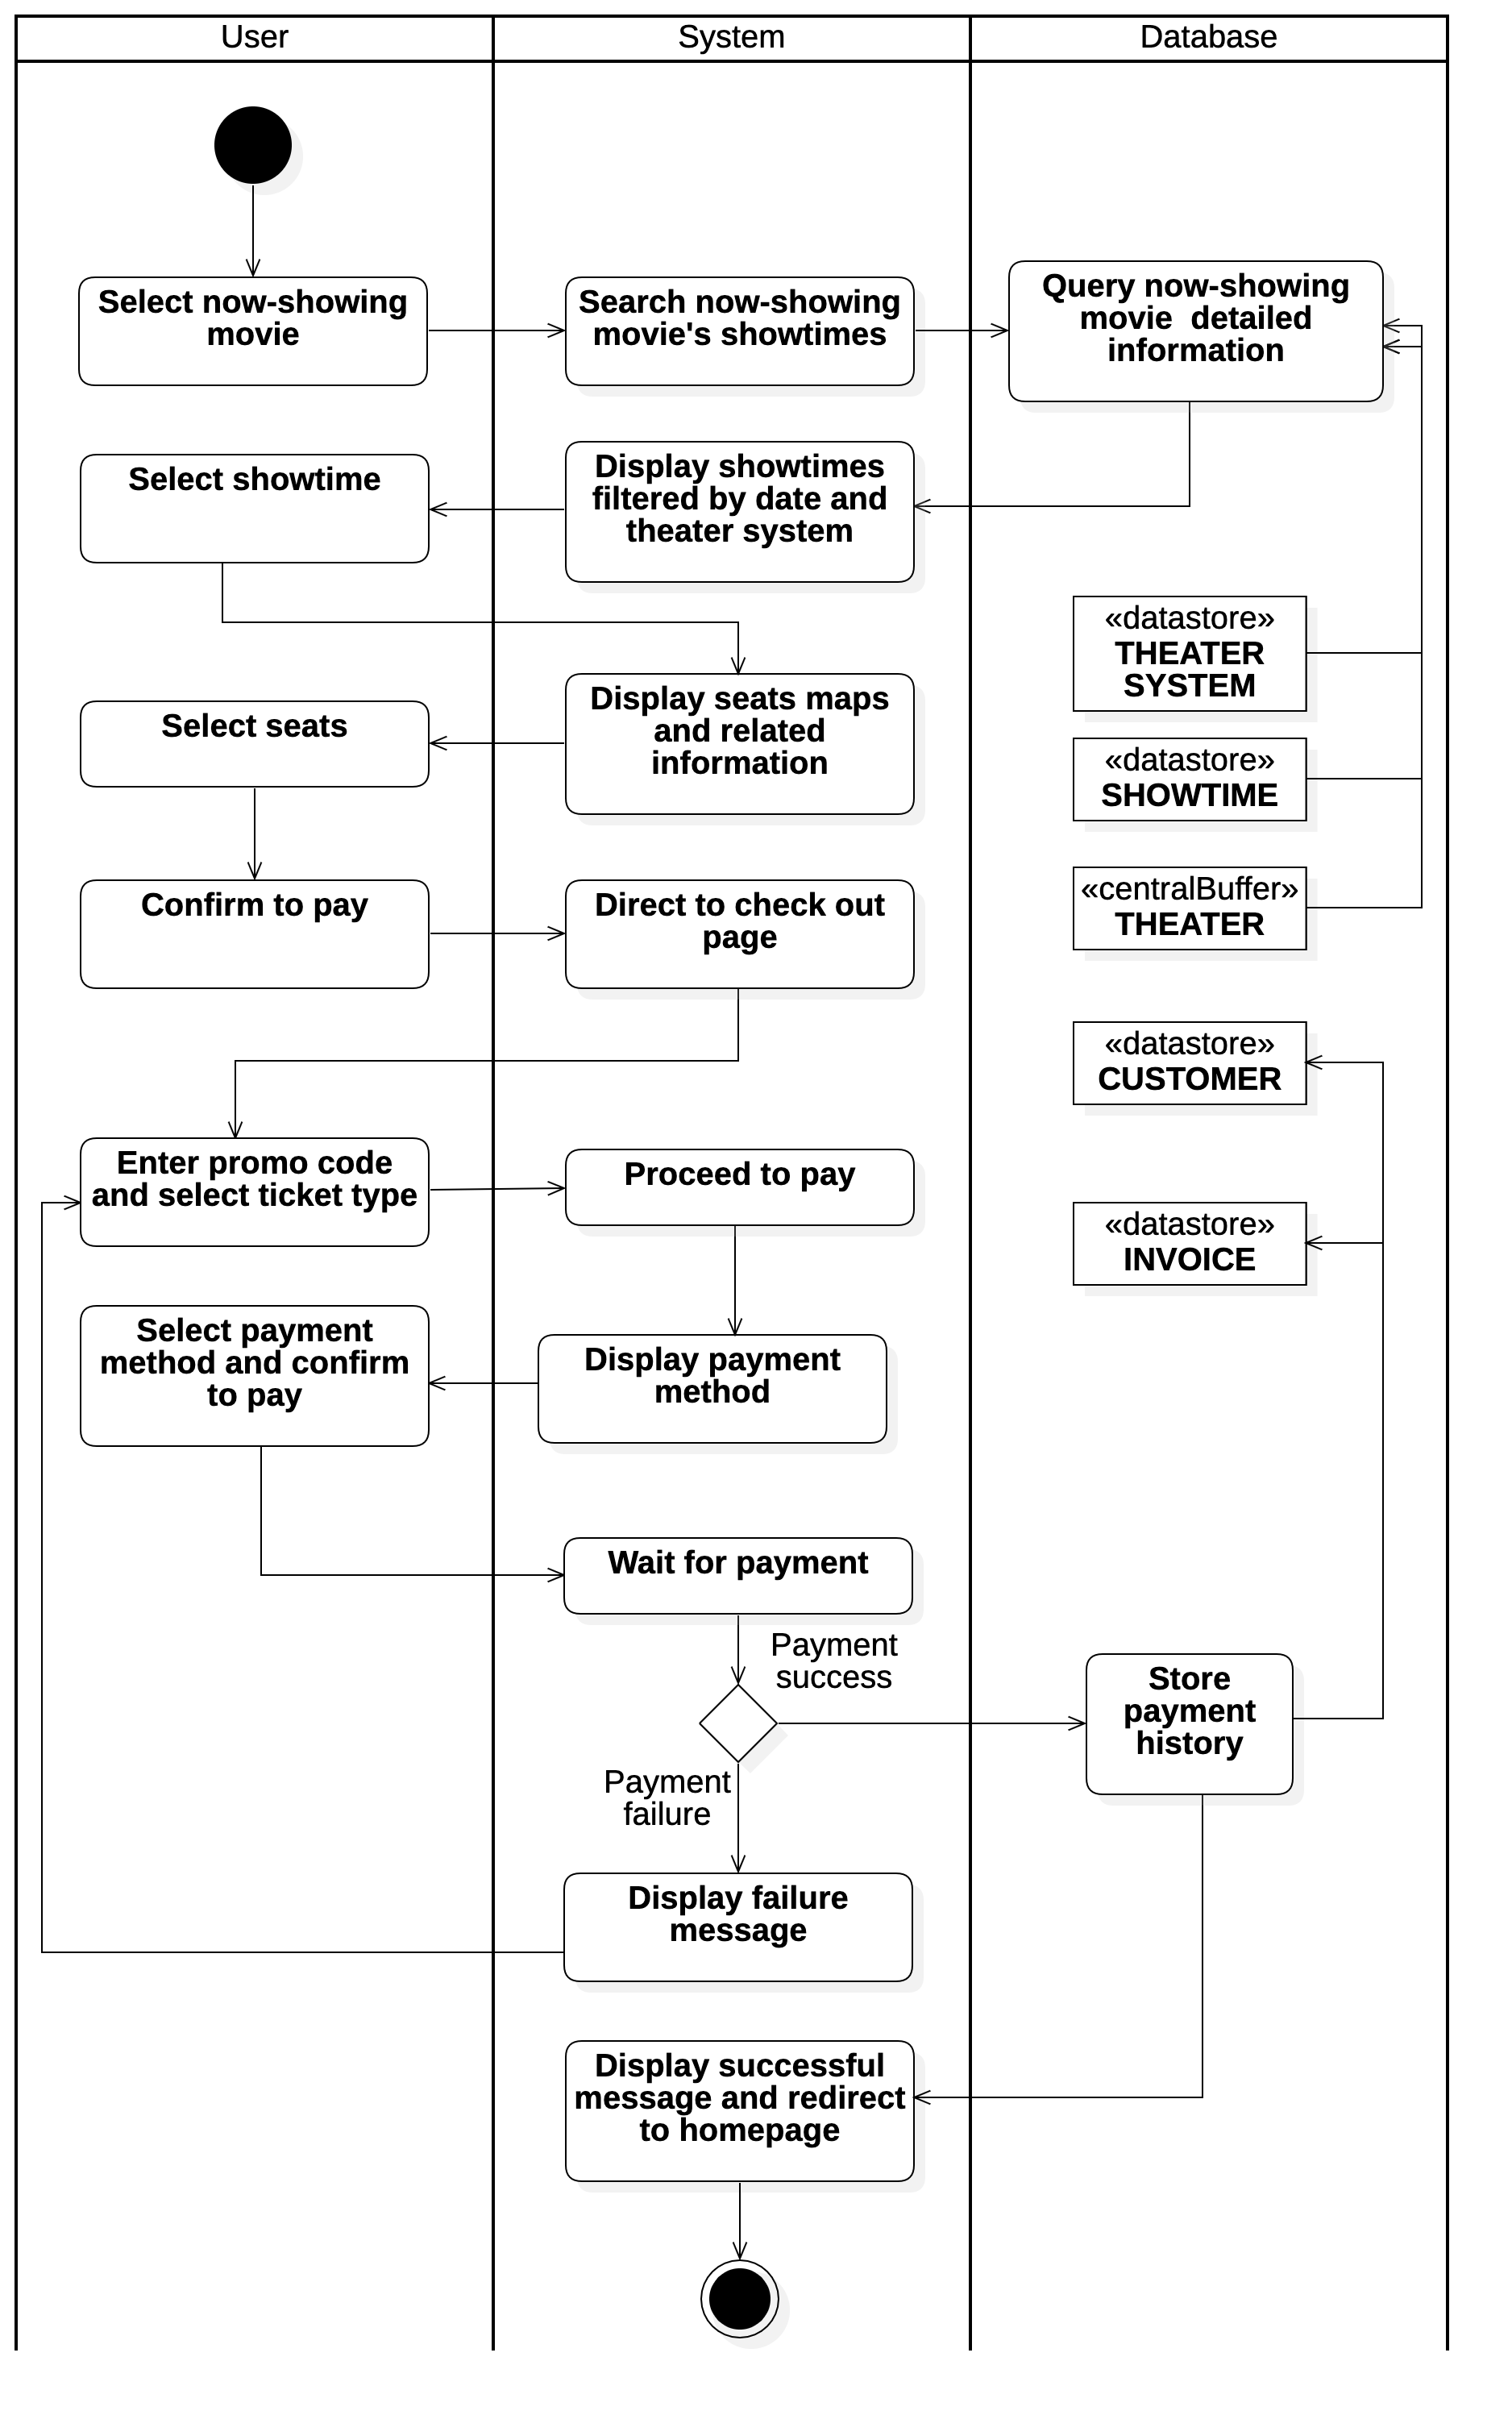 User
System
Database
Select now-showing
movie
Search now-showing
movie's showtimes
Query now-showing
movie  detailed
information
Select showtime
Display showtimes
filtered by date and
theater system
«datastore»
THEATER
SYSTEM
Select seats
Display seats maps
and related
information
«datastore»
SHOWTIME
Confirm to pay
Direct to check out
page
«centralBuffer»
THEATER
«datastore»
CUSTOMER
Enter promo code
and select ticket type
Proceed to pay
«datastore»
INVOICE
Select payment
method and confirm
to pay
Display payment
method
Wait for payment
Payment
success
Store
payment
history
Payment
failure
Display failure
message
Display successful
message and redirect
to homepage